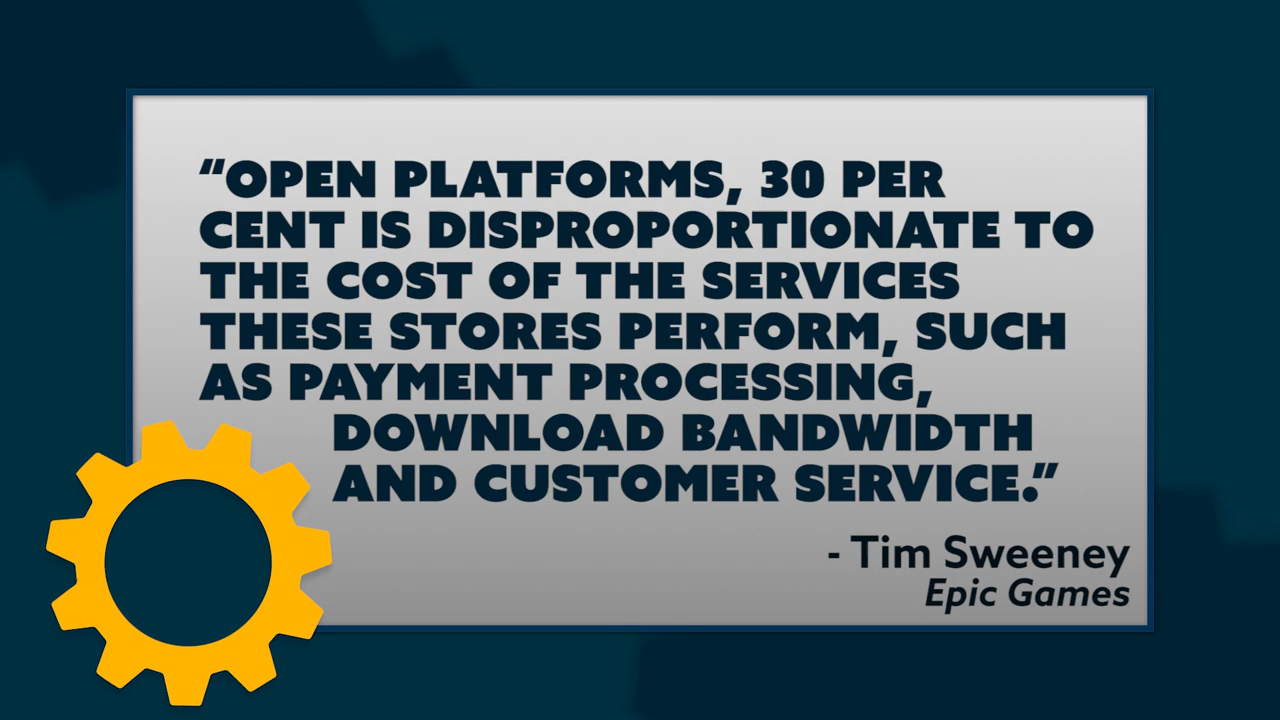 “OPEN PLATFORMS, 30 PER
CENT IS DISPROPORTIONATE TO
THE COST OF THE SERVICES
THESE STORES PERFORM, SUCH
AS PAYMENT PROCESSING,
DOWNLOAD BANDWIDTH
AND CUSTOMER SERVICE.”
- Tim Sweeney
Epic Games